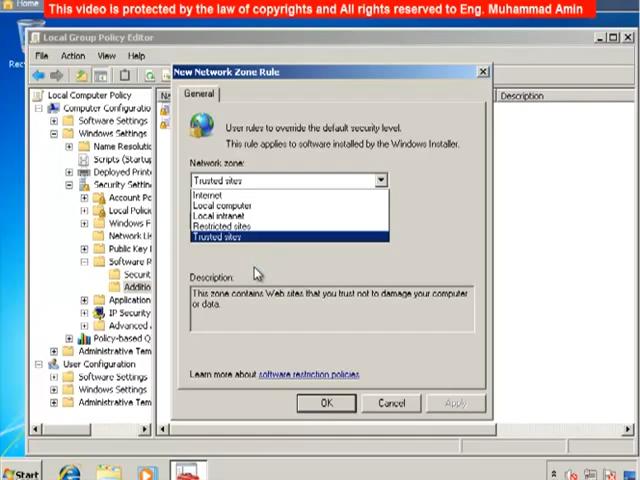 Home
This video is protected by the law of copyrights and All rights reserved to Eng. Muhammad Amin
Local Group Policy Editor
File Action View Help
Local Computer Policy
Computer Configuratio
Software Settings
Windows Settings
Name Resolutio
Scripts (Startup
Deployed Printe
Security Settin
Account Po
Local Policie
Windows F
Network Lis
Public Key
Software R
Securit
Additio
Application
IP Security
Advanced
Policy-based Q
Administrative Tem
User Configuration
Software Settings
Windows Settings
Administrative Tem
Description
New Network Zone Rule
General
User rules to override the default security level.
This rule applies to software installed by the Windows Installer.
Network zone:
Trusted sites
Internet
Local computer
Local intranet
Restricted sites
Trusted sites
Description:
This zone contains Web sites that you trust not to damage your computer
or data.
Learn more about software restriction policies
OK Cancel Apply
Start